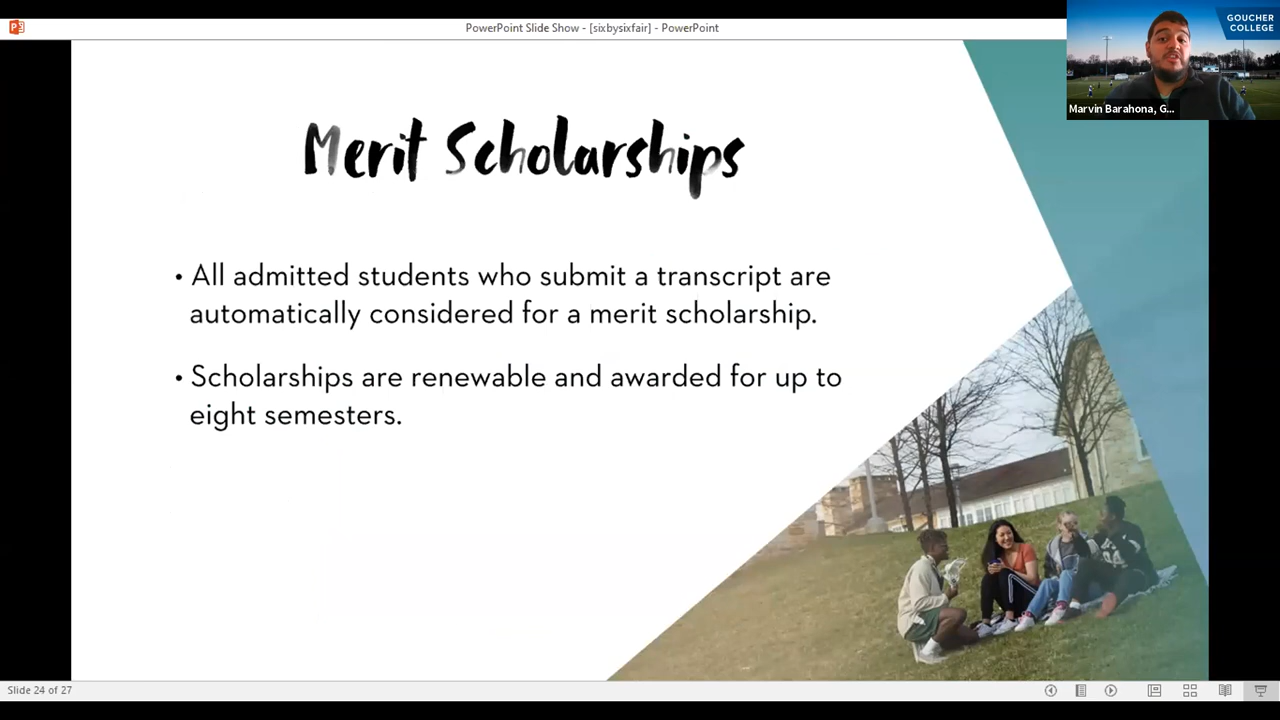 PowerPoint Slide Show - [sixbysixfair] - PowerPoint
GOUCHER
COLLEGE
Marvin Barahona, G...
Merit Scholarships
• All admitted students who submit a transcript are
automatically considered for a merit scholarship.
• Scholarships are renewable and awarded for up to
eight semesters.
Slide 24 of 27